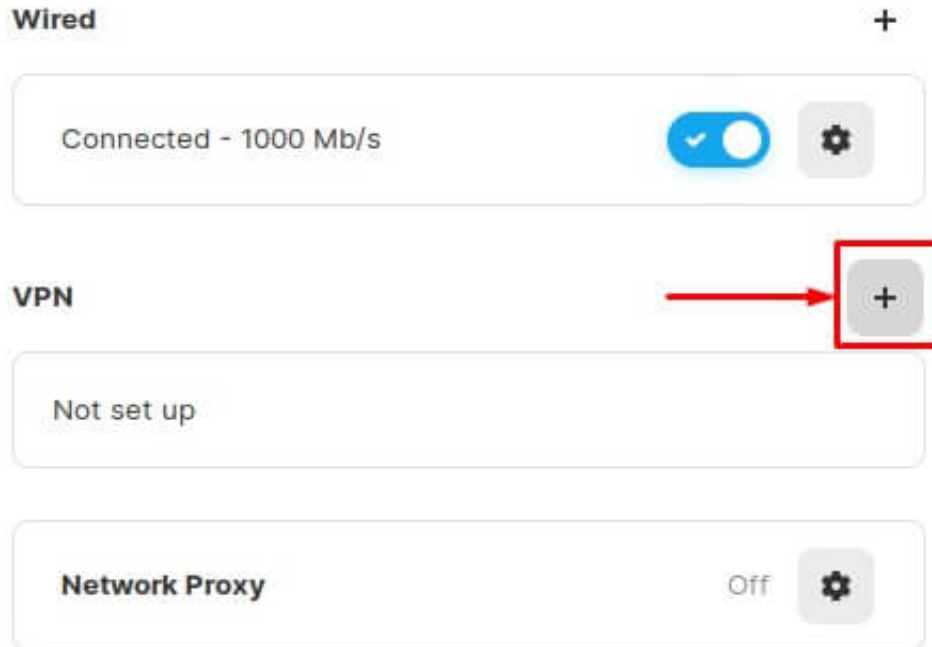 Wired
Connected - 1000 Mb/s
VPN
Not set up
Network Proxy Off